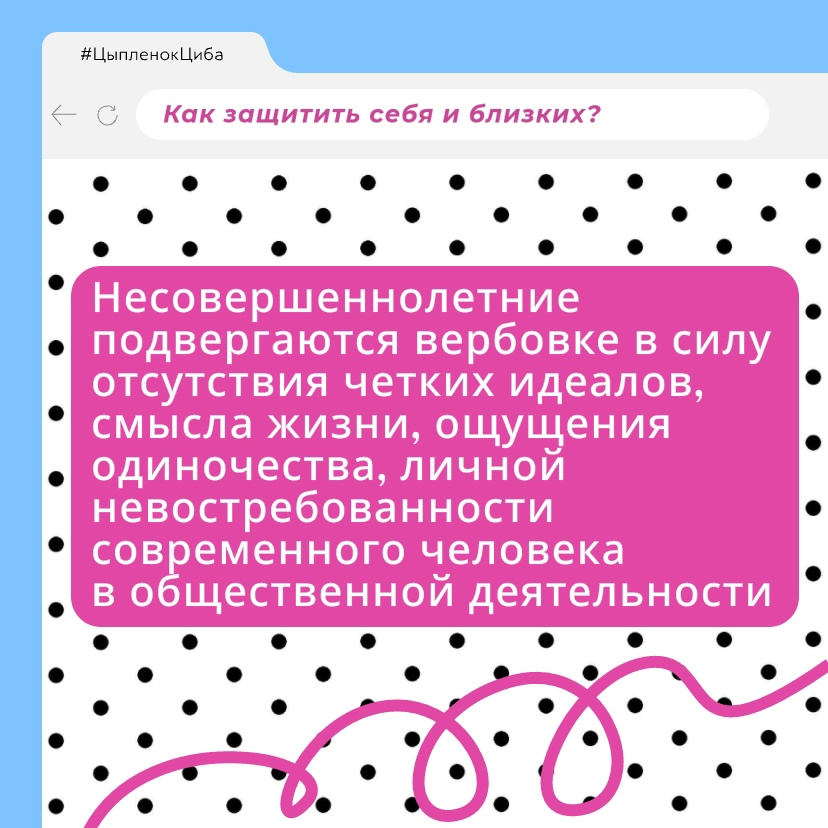 #ЦыпленокЦиба
Как защитить себя и близких?
Несовершеннолетние
подвергаются вербовке в силу
отсутствия четких идеалов,
смысла жизни, ощущения
одиночества, личной
невостребованности
современного человека
в общественной деятельности